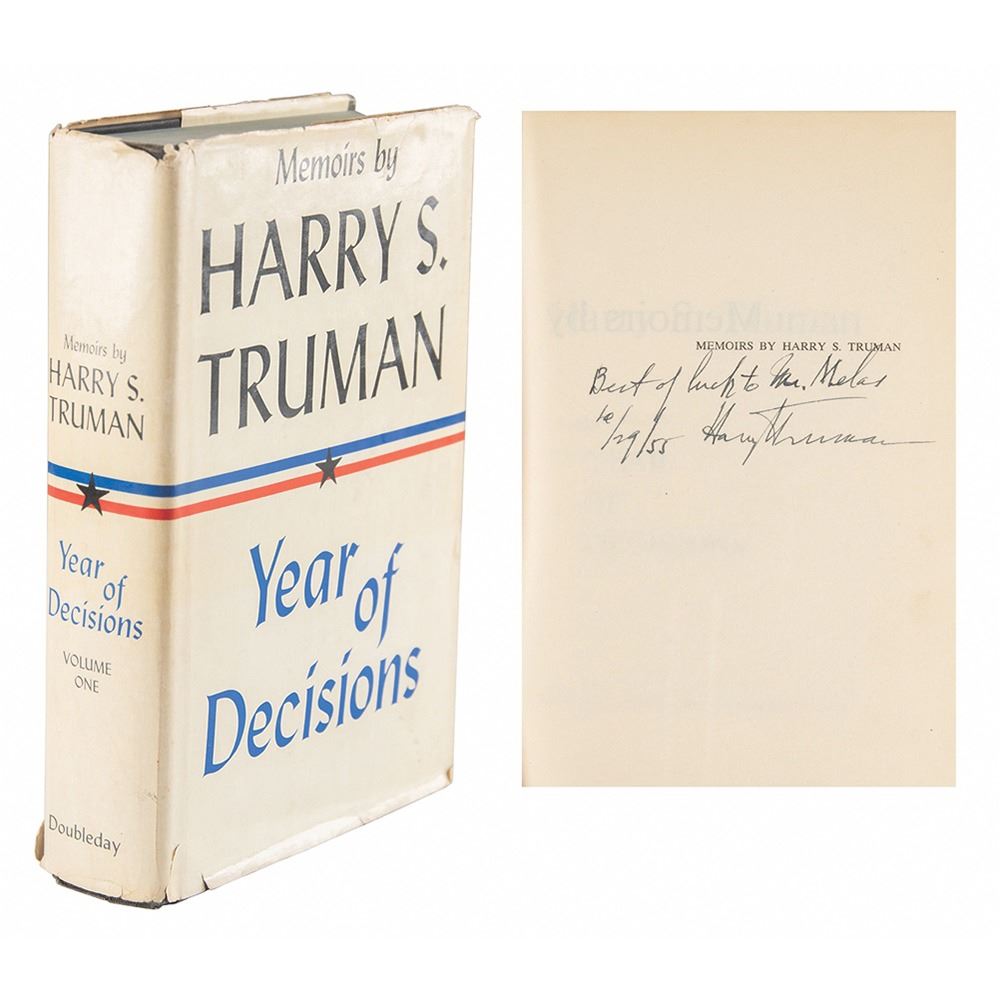 Memoirs by
HARRY S.
TRUMAN
Year of
Decisions
VOLUME
ONE
Doubleday
Memoirs by
HARRY S.
TRUMAN
Year of
Decisions
MEMOIRS BY HARRY S. TRUMAN
Best of luck to Mr. Melas
10/29/55 Harry Truman